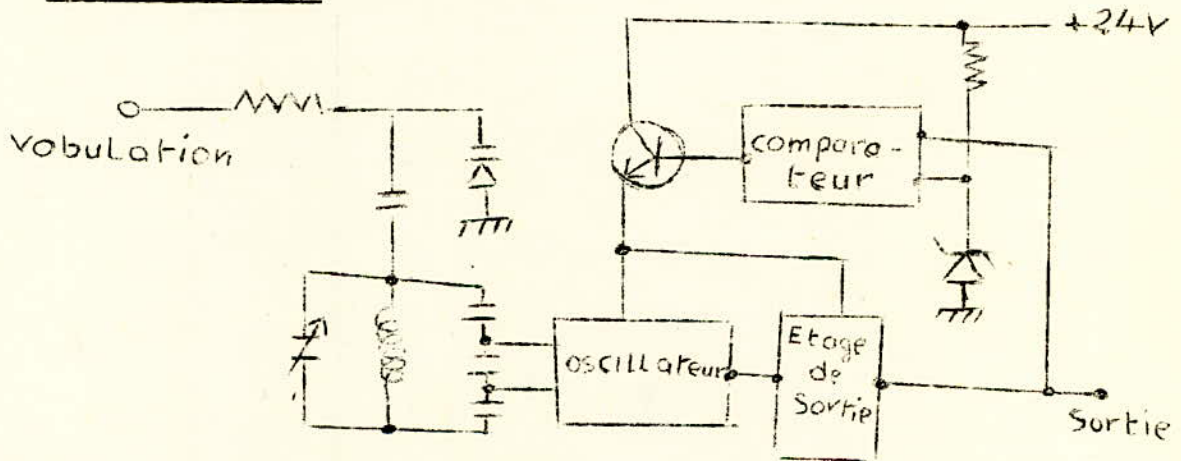 +24V
vobulation
compara-
teur
oscillateur
Etage
de
Sortie
Sortie